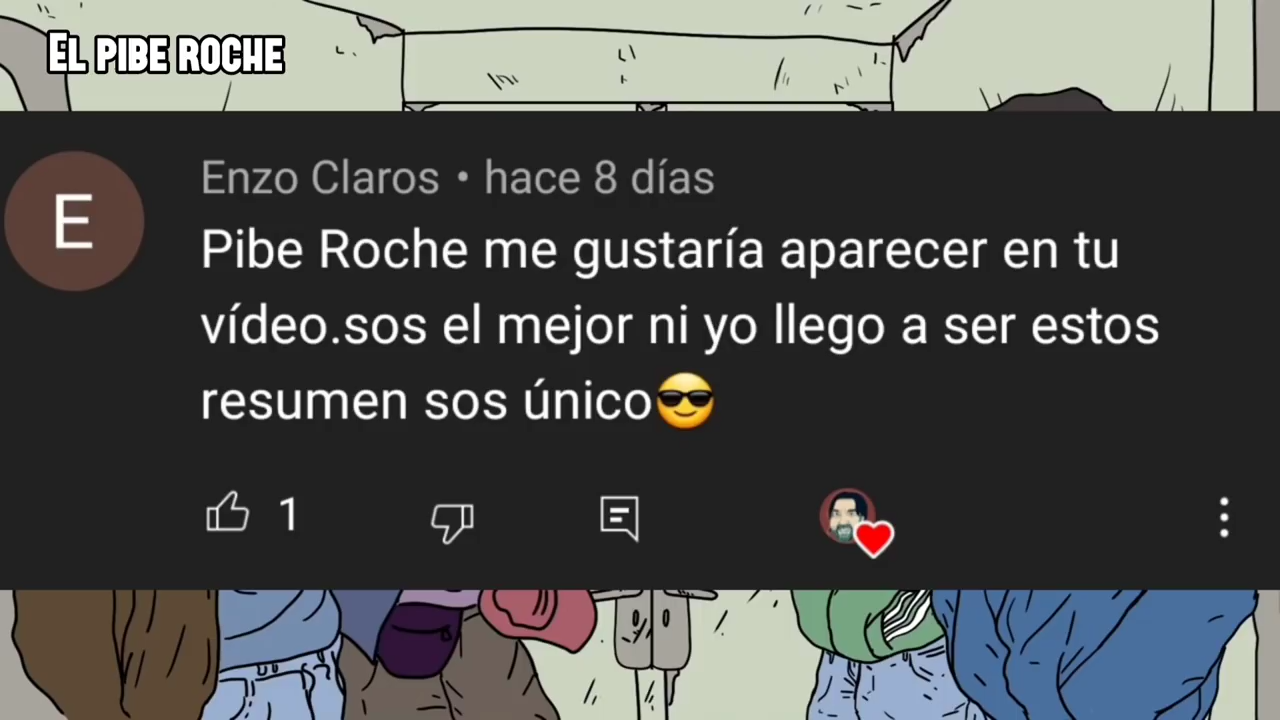 EL PIBE ROCHE
Enzo Claros • hace 8 días
Pibe Roche me gustaría aparecer en tu
vídeo.sos el mejor ni yo llego a ser estos
resumen sos único😎
1
E